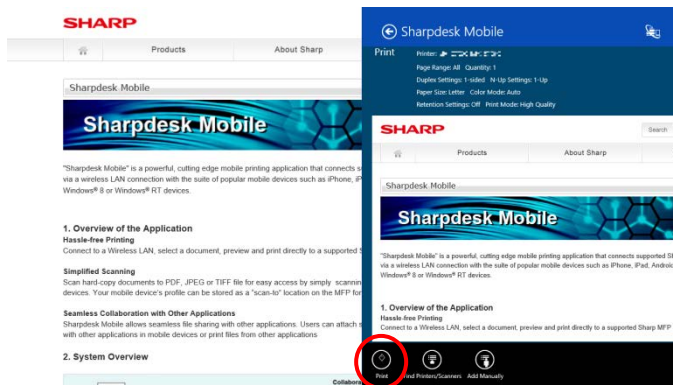 SHARP
Products
About Sharp
Sharpdesk Mobile
Sharpdesk Mobile
"Sharpdesk Mobile" is a powerful, cutting edge mobile printing application that connects
via a wireless LAN connection with the suite of popular mobile devices such as iPhone,
Windows® 8 or Windows® RT devices.
1. Overview of the Application
Hassle-free Printing
Connect to a Wireless LAN, select a document, preview and print directly to a supported
Simplified Scanning
Scan hard-copy documents to PDF, JPEG or TIFF file for easy access by simply
devices. Your mobile device's profile can be stored as a "scan-to" location on the MFP for
Seamless Collaboration with Other Applications
Sharpdesk Mobile allows seamless file sharing with other applications. Users can attach
with other applications in mobile devices or print files from other applications
2. System Overview
Sharpdesk Mobile
Print
Printer:
Page Range: All Quantity: 1
Duplex Settings: 1-sided N-Up Settings: 1-Up
Paper Size: Letter Color Mode: Auto
Retention Settings: Off Print Mode: High Quality
SHARP
Search
Products
About Sharp
Sharpdesk Mobile
Sharpdesk Mobile
"Sharpdesk Mobile" is a powerful, cutting edge mobile printing application that connects supported
via a wireless LAN connection with the suite of popular mobile devices such as iPhone, iPad,
Windows® 8 or Windows® RT devices.
1. Overview of the Application
Hassle-free Printing
Connect to a Wireless LAN, select a document, preview and print directly to a supported Sharp MFP
Print
Find Printers/Scanners
Add Manually